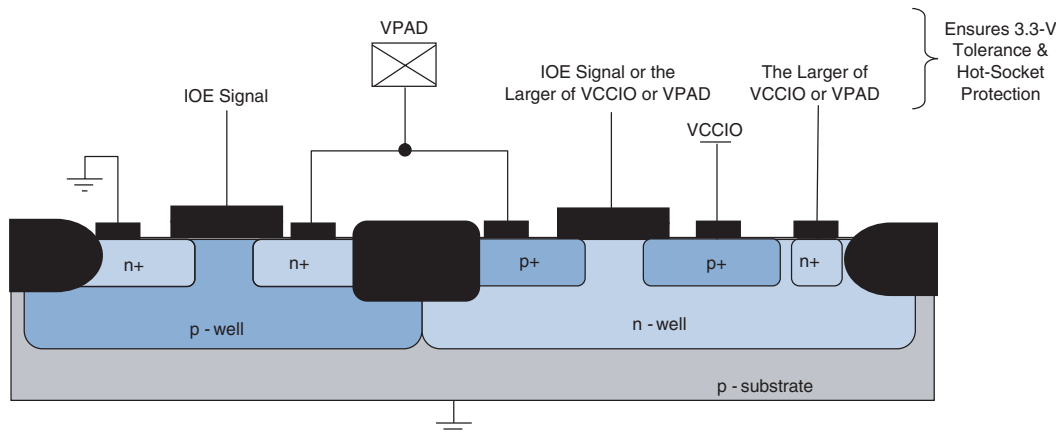 VPAD
Ensures 3.3-V
Tolerance &
Hot-Socket
Protection
IOE Signal
IOE Signal or the
Larger of VCCIO or VPAD
The Larger of
VCCIO or VPAD
VCCIO
n+
n+
p+
p+
n+
p - well
n - well
p - substrate